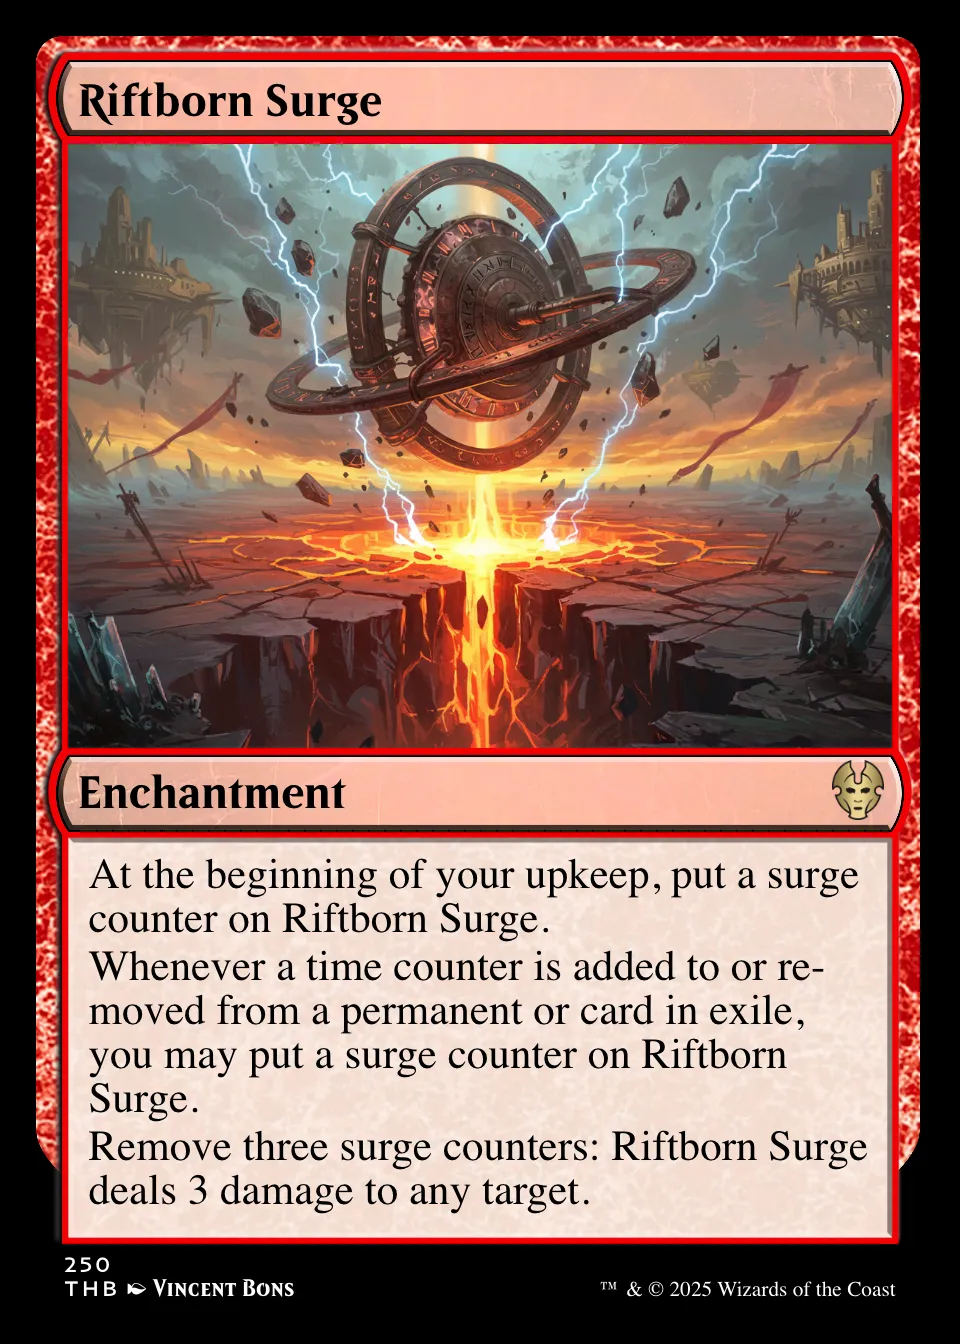 Riftborn Surge
Enchantment
At the beginning of your upkeep, put a surge
counter on Riftborn Surge.
Whenever a time counter is added to or re-
moved from a permanent or card in exile,
you may put a surge counter on Riftborn
Surge.
Remove three surge counters: Riftborn Surge
deals 3 damage to any target.
250
THB Vincent Bons
™ & © 2025 Wizards of the Coast